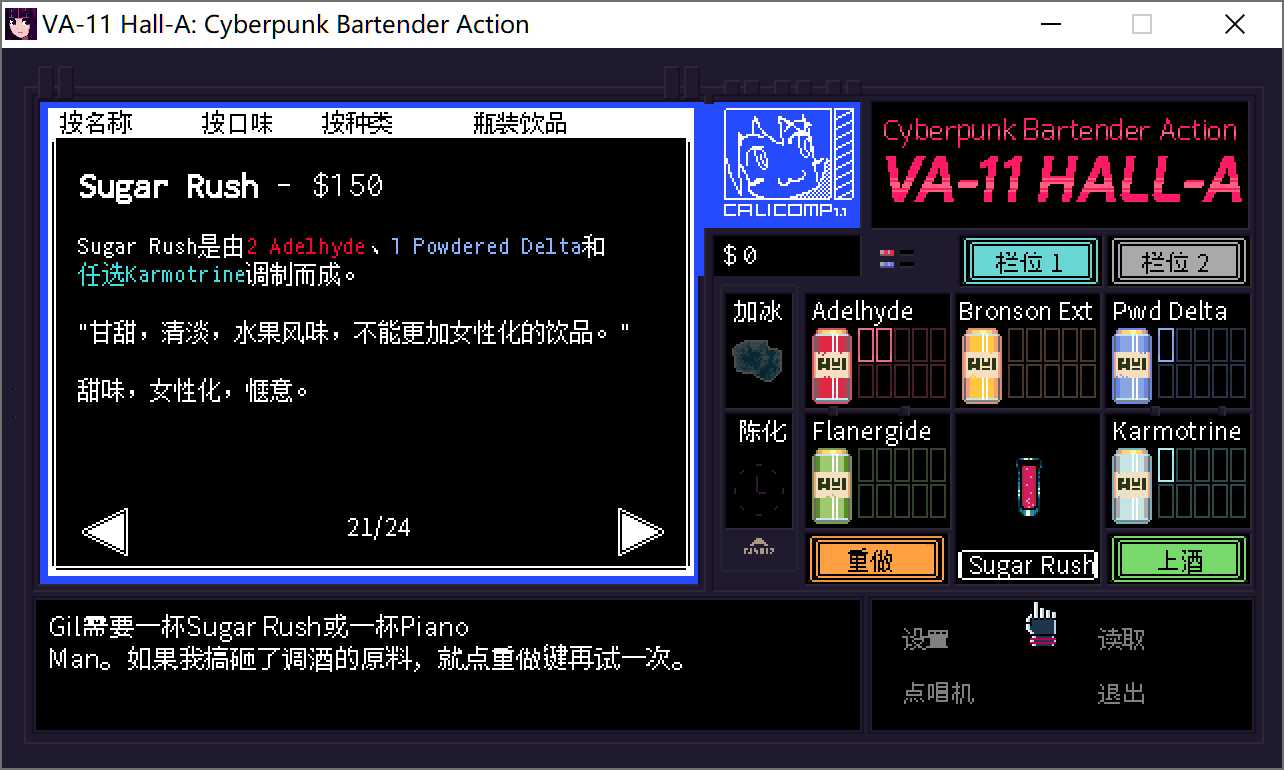 VA-11 Hall-A: Cyberpunk Bartender Action
按名称 按口味 按种类 瓶装饮品
Sugar Rush - $150
Sugar Rush是由2 Adelhyde、1 Powdered Delta和
任选Karmotrine调制而成。
"甘甜，清淡，水果风味，不能更加女性化的饮品。"
甜味，女性化，惬意。
21/24
CALICOMP1.1
Cyberpunk Bartender Action
VA-11 HALL-A
$0
栏位 1 栏位 2
加冰 Adelhyde Bronson Ext Pwd Delta
陈化 Flanergide Karmotrine
重做 Sugar Rush 上酒
Gil需要一杯Sugar Rush或一杯Piano
Man。如果我搞砸了调酒的原料，就点重做键再试一次。
设置 读取
点唱机 退出